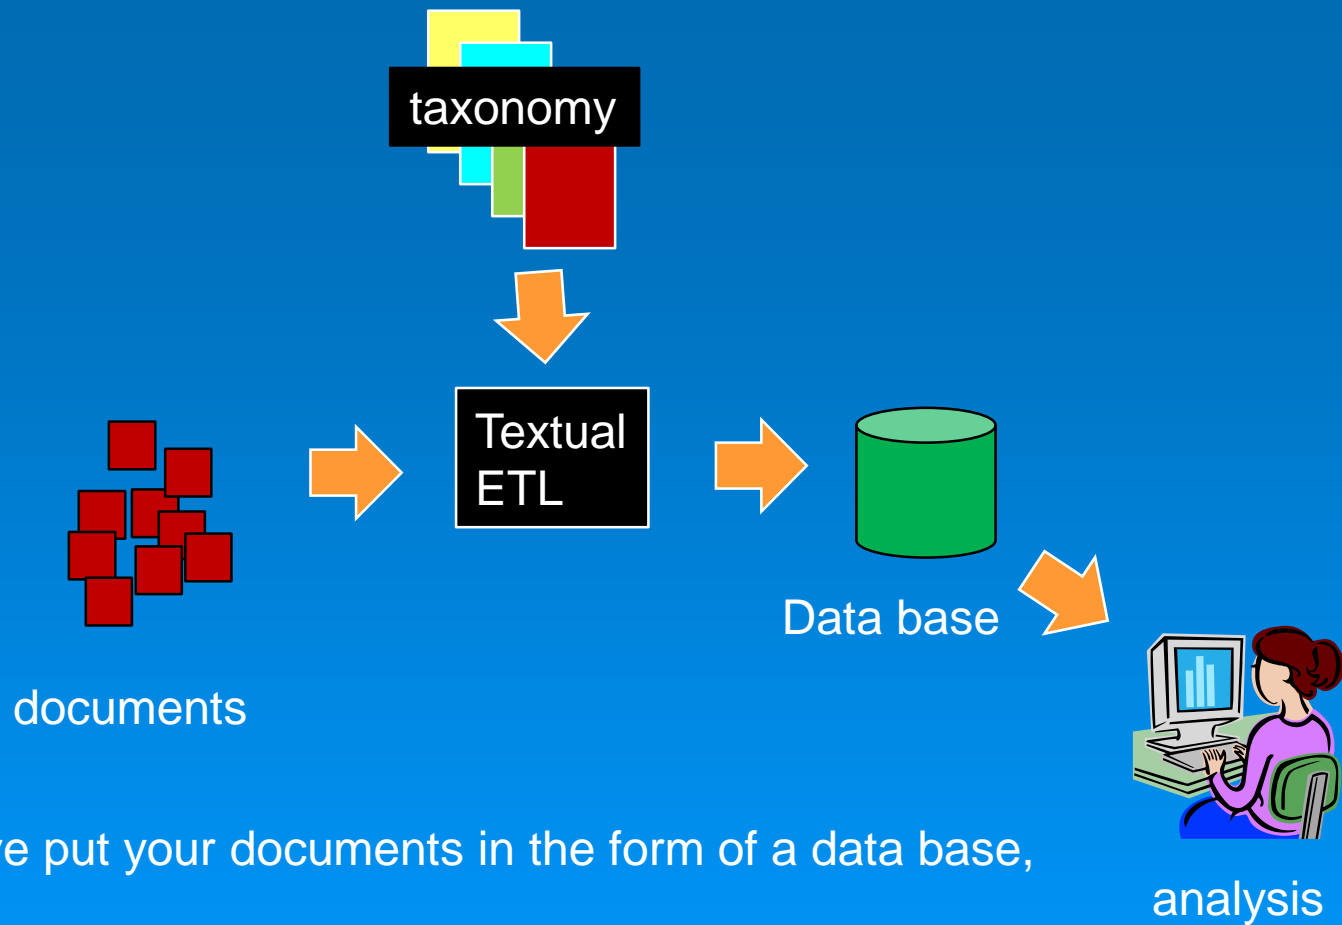 taxonomy
Textual
ETL
Data base
documents
put your documents in the form of a data base,
analysis